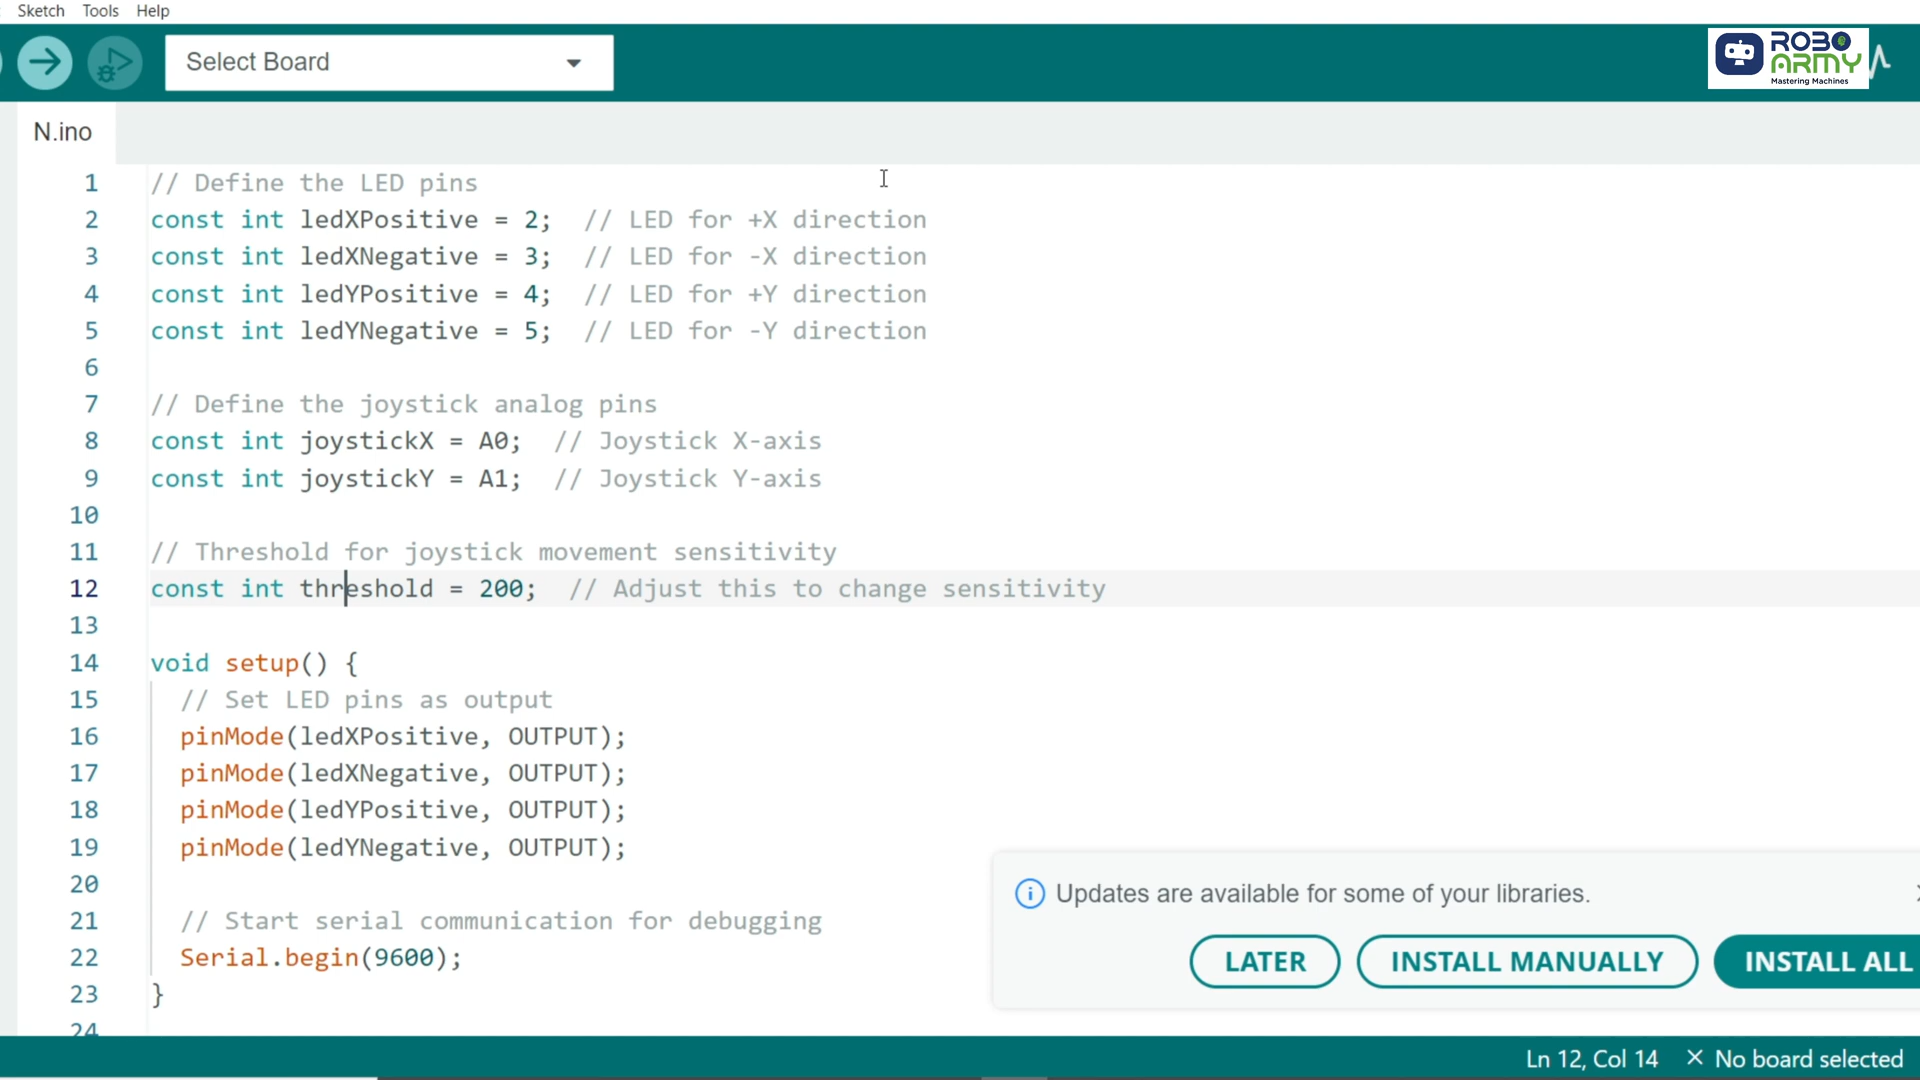 Sketch Tools Help
Select Board
ROBO
ARMY
Mastering Machines
N.ino
1 // Define the LED pins
2 const int ledXPositive = 2;  // LED for +X direction
3 const int ledXNegative = 3;  // LED for -X direction
4 const int ledYPositive = 4;  // LED for +Y direction
5 const int ledYNegative = 5;  // LED for -Y direction
6
7 // Define the joystick analog pins
8 const int joystickX = A0;  // Joystick X-axis
9 const int joystickY = A1;  // Joystick Y-axis
10
11 // Threshold for joystick movement sensitivity
12 const int threshold = 200;  // Adjust this to change sensitivity
13
14 void setup() {
15   // Set LED pins as output
16   pinMode(ledXPositive, OUTPUT);
17   pinMode(ledXNegative, OUTPUT);
18   pinMode(ledYPositive, OUTPUT);
19   pinMode(ledYNegative, OUTPUT);
20
21   // Start serial communication for debugging
22   Serial.begin(9600);
23 }
24
Updates are available for some of your libraries.
LATER INSTALL MANUALLY INSTALL ALL
Ln 12, Col 14 × No board selected